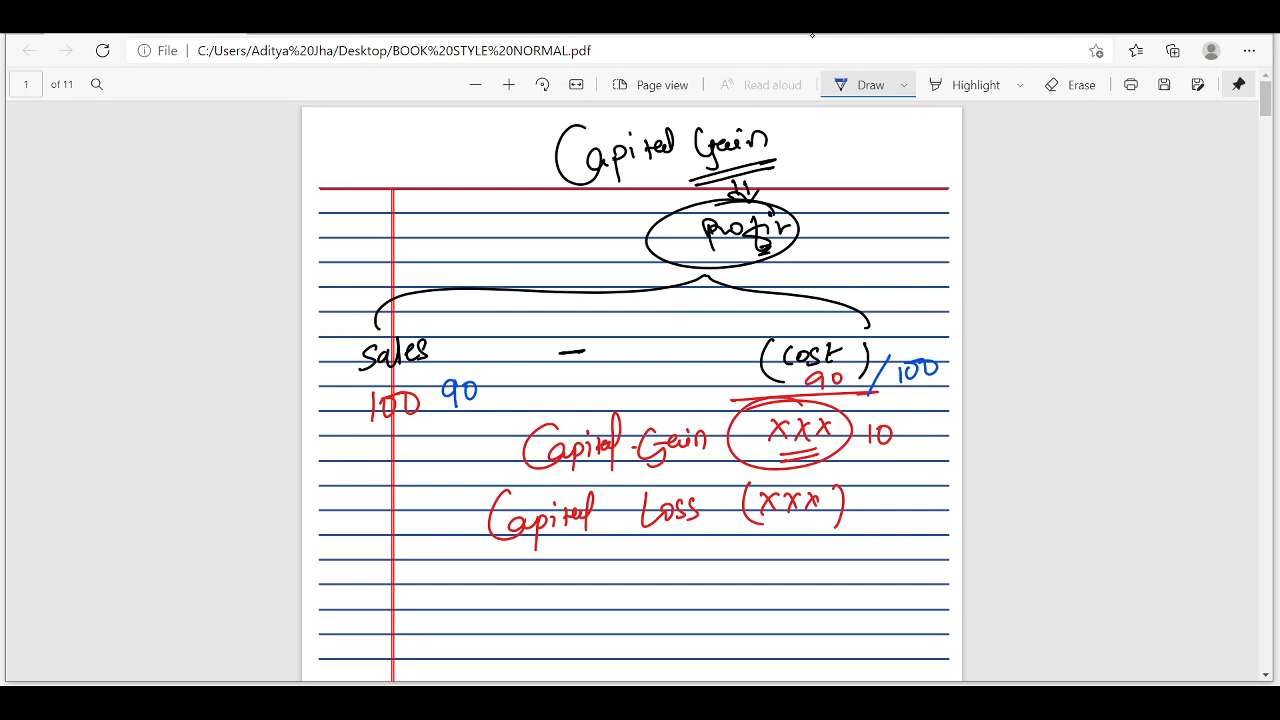 File C:/Users/Aditya%20Jha/Desktop/BOOK%20STYLE%20NORMAL.pdf
1 of 11 Page view Read aloud Draw Highlight Erase
Capital Gain
profit
Sales - (cost)
90 / 100
100 90
Capital Gain xxx 10
Capital Loss (xxx)